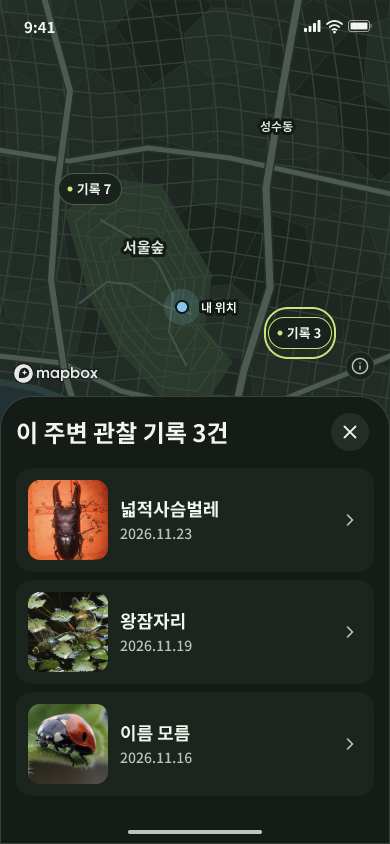 9:41
성수동
기록 7
서울숲
내 위치
기록 3
mapbox
이 주변 관찰 기록 3건
넓적사슴벌레
2026.11.23
왕잠자리
2026.11.19
이름 모름
2026.11.16